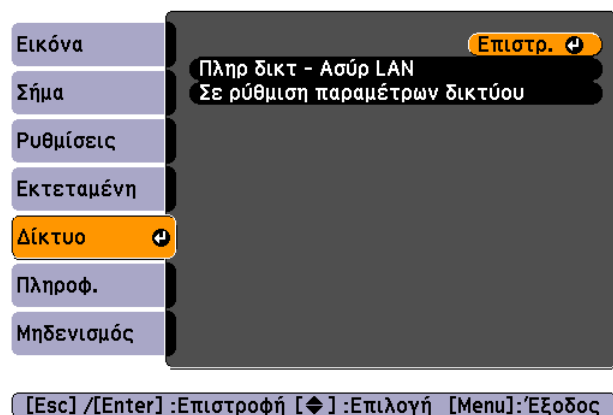 Εικόνα
Σήμα
Ρυθμίσεις
Εκτεταμένη
Δίκτυο
Πληροφ.
Μηδενισμός
Επιστρ.
Πληρ δικτ - Ασύρ LAN
Σε ρύθμιση παραμέτρων δικτύου
[Esc] /[Enter] :Επιστροφή [◆] :Επιλογή [Menu]:Έξοδος